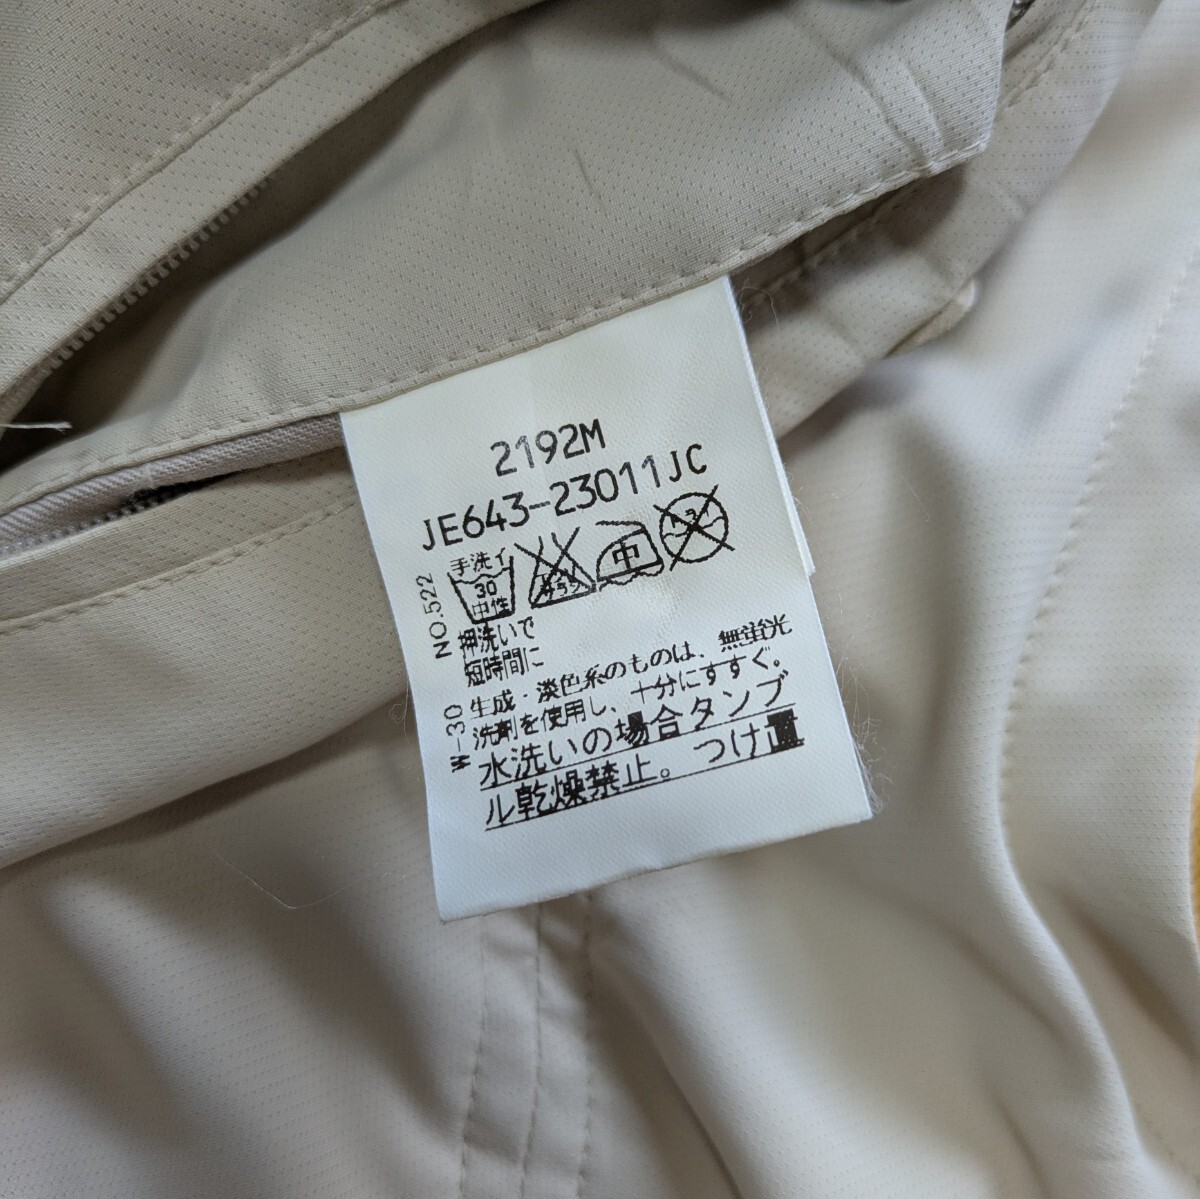 2192M
JE643-23011JC
手洗イ
30
中性
中
NO.522
押洗いで
短時間に
W-30
生成・淡色系のものは、無蛍光
洗剤を使用し、十分にすすぐ。
水洗いの場合タンブ
ル乾燥禁止。つけ置